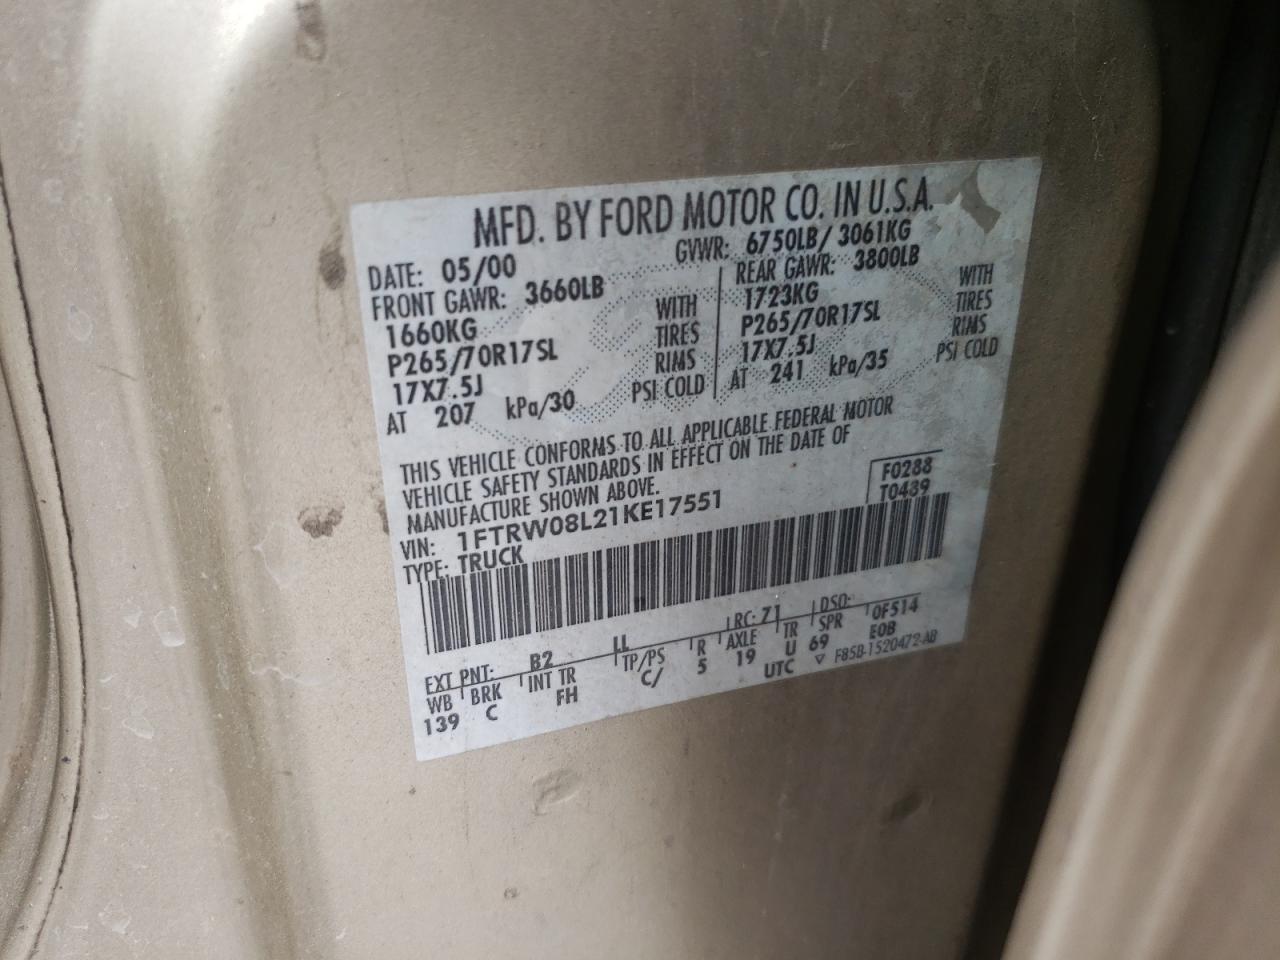 MFD. BY FORD MOTOR CO. IN U.S.A.
DATE: 05/00 GVWR: 6750LB/ 3061KG
FRONT GAWR: 3660LB REAR GAWR: 3800LB
1660KG WITH 1723KG WITH
P265/70R17SL TIRES P265/70R17SL TIRES
17X7.5J RIMS 17X7.5J RIMS
AT 207 kPa/30 PSI COLD AT 241 kPa/35 PSI COLD
THIS VEHICLE CONFORMS TO ALL APPLICABLE FEDERAL MOTOR
VEHICLE SAFETY STANDARDS IN EFFECT ON THE DATE OF
MANUFACTURE SHOWN ABOVE.
F0288
T0439
VIN: 1FTRW08L21KE17551
TYPE: TRUCK
EXT PNT: B2 LL RC: 71 DSO:
WB BRK INT TR TP/PS R AXLE TR SPR 0F514
139 C FH C/ 5 19 U 69 E0B
UTC ▽ F85B-1520472-AB